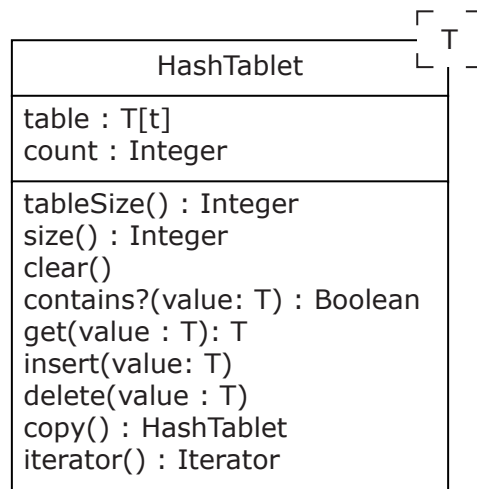 T
HashTablet
table : T[t]
count : Integer
tableSize() : Integer
size() : Integer
clear()
contains?(value: T) : Boolean
get(value : T): T
insert(value: T)
delete(value : T)
copy() : HashTablet
iterator() : Iterator